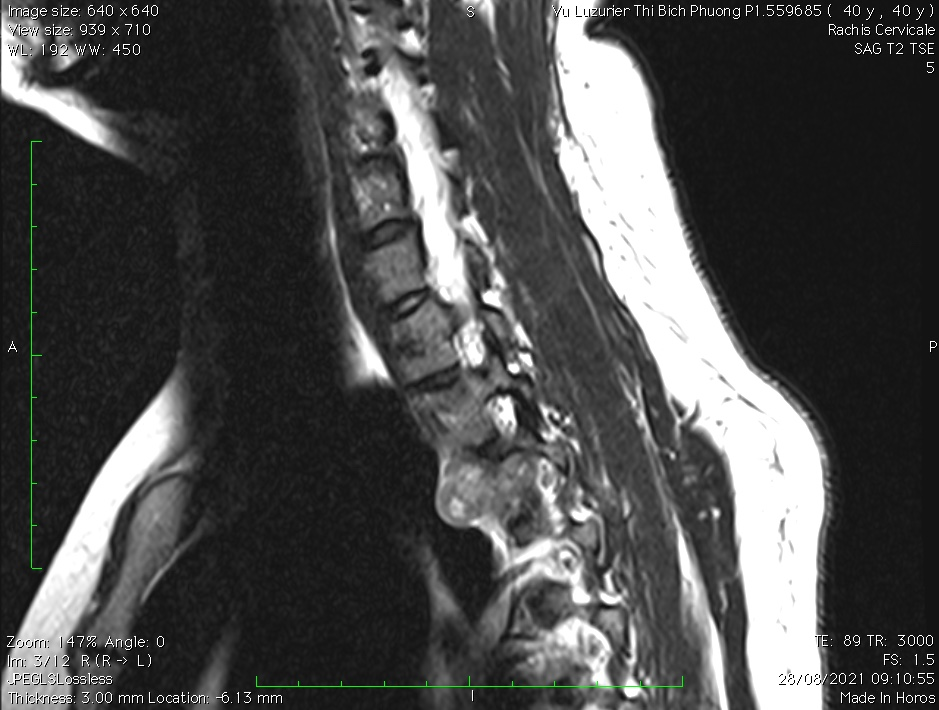 Image size: 640 x 640
View size: 939 x 710
WL: 192 WW: 450
S
Vu Luzurier Thi Bich Phuong P1.559685 ( 40 y , 40 y )
Rachis Cervicale
SAG T2 TSE
5
A
P
Zoom: 147% Angle: 0
Im: 3/12 R (R -> L)
JPEGLSLossless
Thickness: 3.00 mm Location: -6.13 mm
I
TE: 89 TR: 3000
FS: 1.5
28/08/2021 09:10:55
Made In Horos